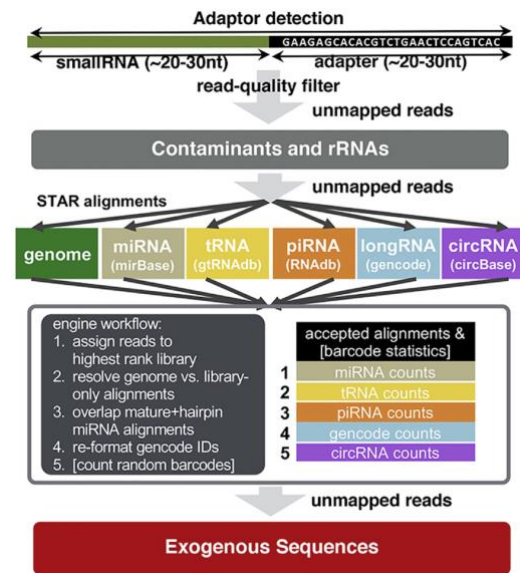 Adaptor detection
GAAGAGCACACGTCTGAACTCCAGTCAC
smallRNA (~20-30nt) adapter (~20-30nt)
read-quality filter
unmapped reads
Contaminants and rRNAs
unmapped reads
STAR alignments
genome miRNA tRNA piRNA longRNA circRNA
(mirBase) (gtRNAdb) (RNAdb) (gencode) (circBase)
engine workflow:
1. assign reads to
highest rank library
2. resolve genome vs. library-
only alignments
3. overlap mature+hairpin
miRNA alignments
4. re-format gencode IDs
5. [count random barcodes]
accepted alignments &
[barcode statistics]
1 miRNA counts
2 tRNA counts
3 piRNA counts
4 gencode counts
5 circRNA counts
unmapped reads
Exogenous Sequences